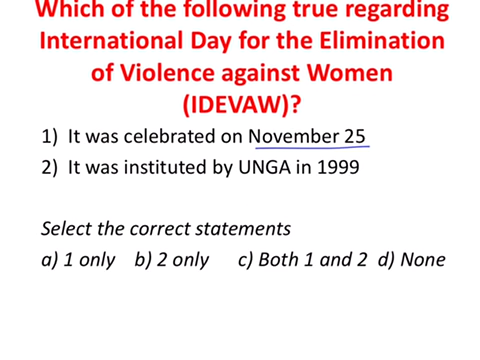 Which of the following true regarding
International Day for the Elimination
of Violence against Women
(IDEVAW)?
1) It was celebrated on November 25
2) It was instituted by UNGA in 1999
Select the correct statements
a) 1 only b) 2 only c) Both 1 and 2 d) None